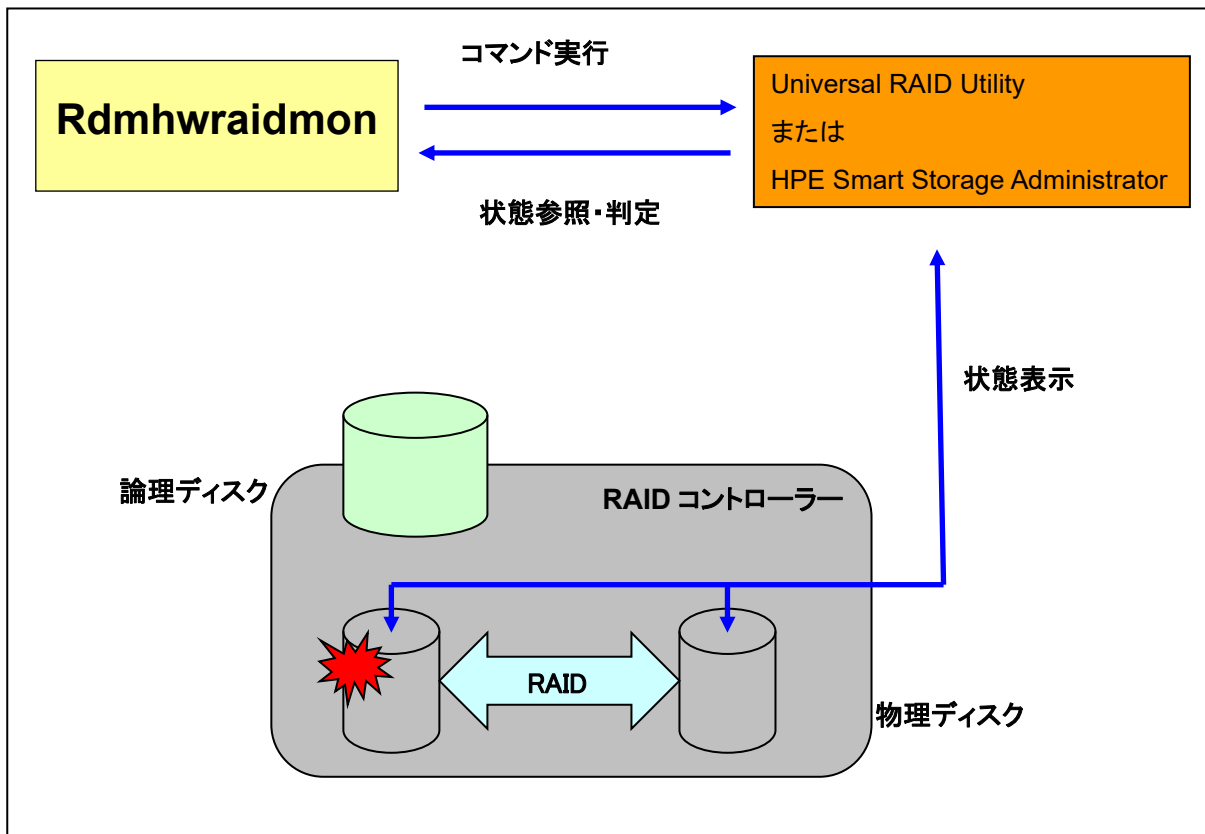 コマンド実行
Rdmhwraidmon
Universal RAID Utility
または
HPE Smart Storage Administrator
状態参照・判定
状態表示
論理ディスク
RAID コントローラー
RAID
物理ディスク